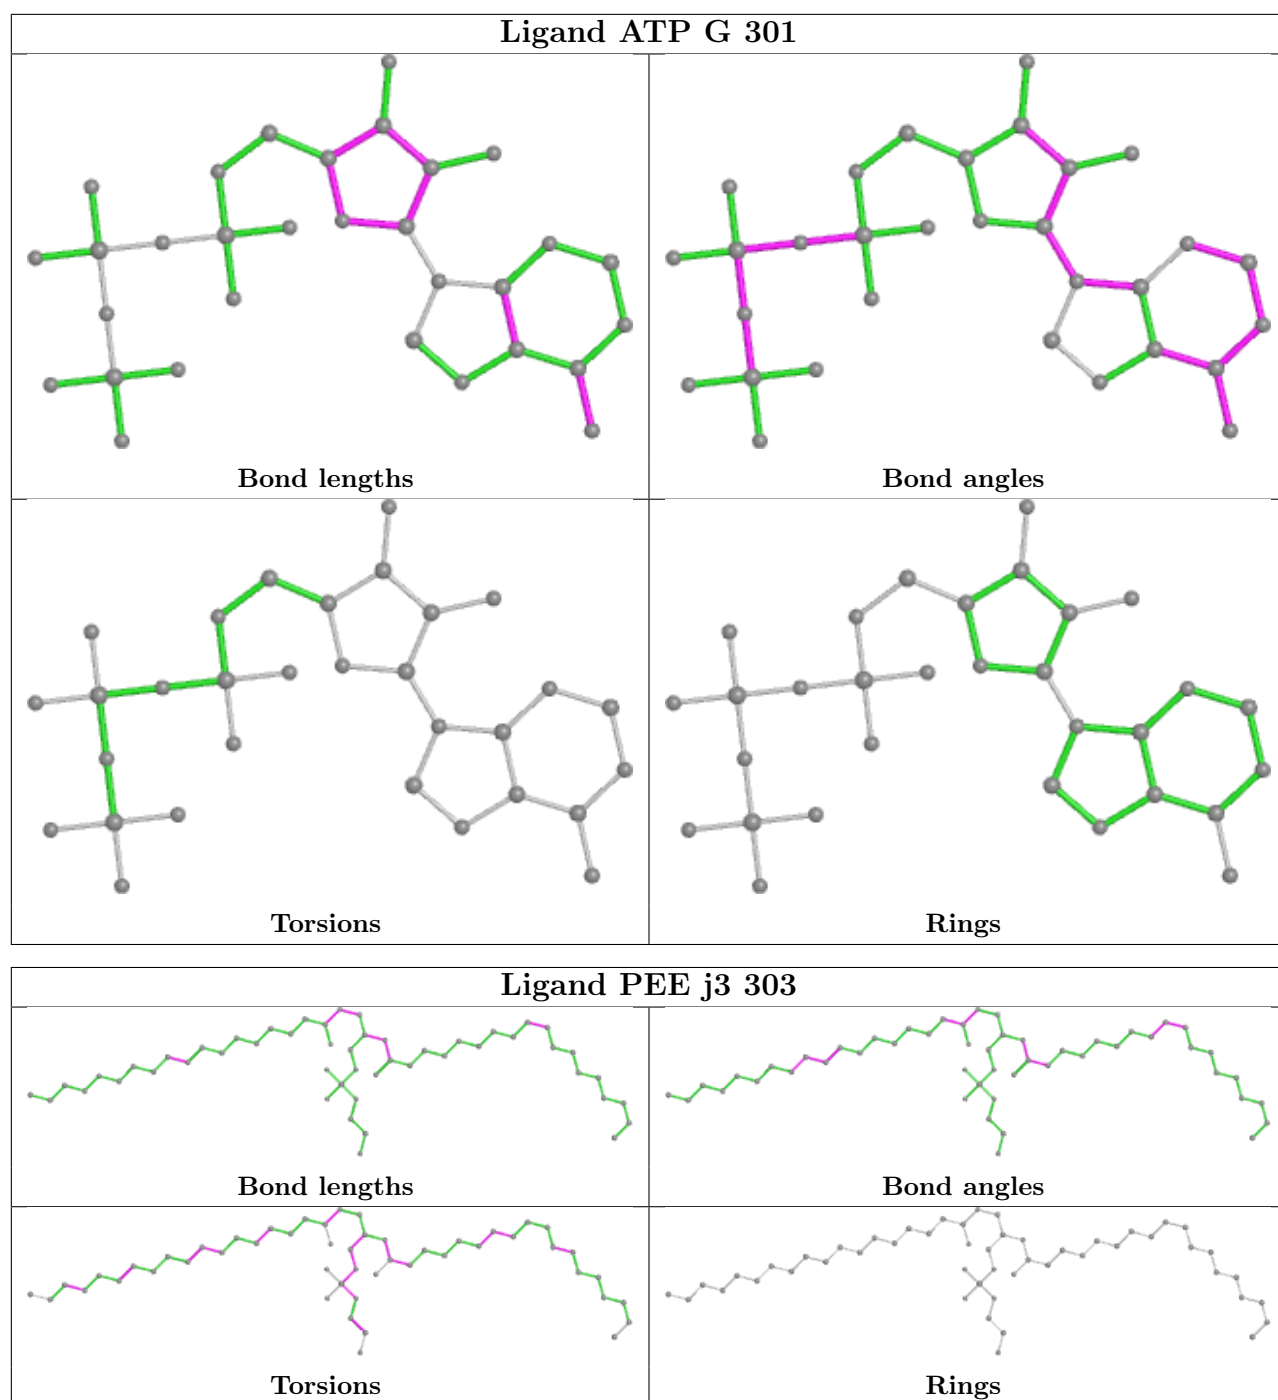 Ligand ATP G 301
Bond lengths
Bond angles
Torsions
Rings
Ligand PEE j3 303
Bond lengths
Bond angles
Torsions
Rings